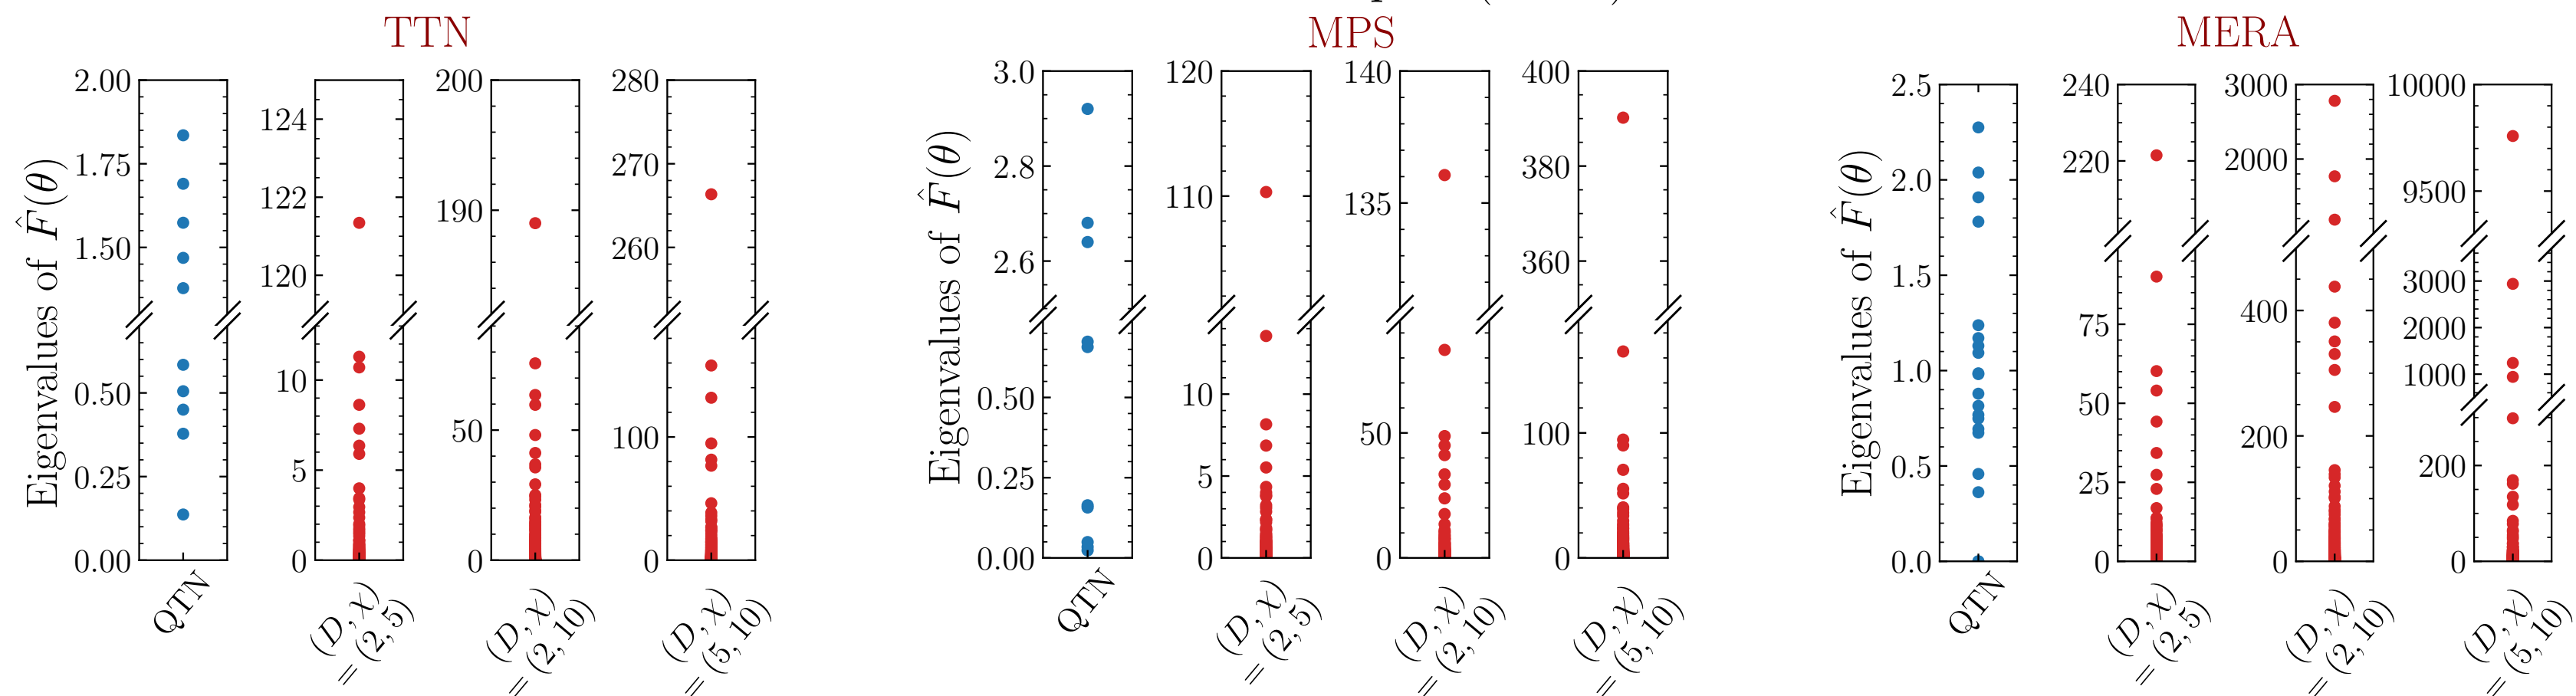 TTN
Eigenvalues of F̂(θ)
2.00
1.75
1.50
0.50
0.25
0.00
QTN
124
122
120
10
5
0
(D, χ)
= (2, 5)
200
190
50
0
(D, χ)
= (2, 10)
280
270
260
100
0
(D, χ)
= (5, 10)
MPS
Eigenvalues of F̂(θ)
3.0
2.8
2.6
0.50
0.25
0.00
QTN
120
110
10
5
0
(D, χ)
= (2, 5)
140
135
50
0
(D, χ)
= (2, 10)
400
380
360
100
0
(D, χ)
= (5, 10)
MERA
Eigenvalues of F̂(θ)
2.5
2.0
1.5
1.0
0.5
0.0
QTN
240
220
75
50
25
0
(D, χ)
= (2, 5)
3000
2000
400
200
0
(D, χ)
= (2, 10)
10000
9500
3000
2000
1000
200
0
(D, χ)
= (5, 10)